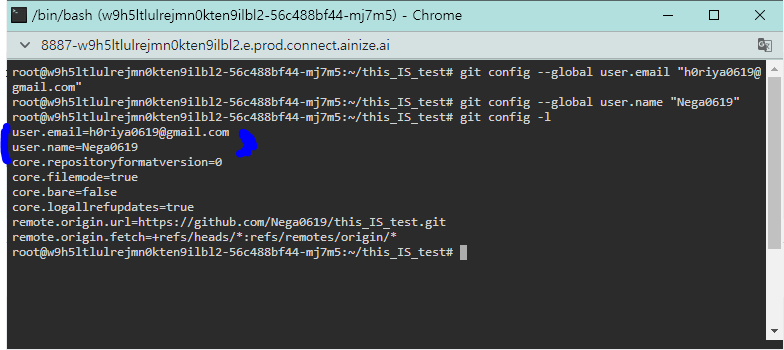 /bin/bash (w9h5ltlulrejmn0kten9ilbl2-56c488bf44-mj7m5) - Chrome
8887-w9h5ltlulrejmn0kten9ilbl2.e.prod.connect.ainize.ai
root@w9h5ltlulrejmn0kten9ilbl2-56c488bf44-mj7m5:~/this_IS_test# git config --global user.email "h0riya0619@
gmail.com"
root@w9h5ltlulrejmn0kten9ilbl2-56c488bf44-mj7m5:~/this_IS_test# git config --global user.name "Nega0619"
root@w9h5ltlulrejmn0kten9ilbl2-56c488bf44-mj7m5:~/this_IS_test# git config -l
user.email=h0riya0619@gmail.com
user.name=Nega0619
core.repositoryformatversion=0
core.filemode=true
core.bare=false
core.logallrefupdates=true
remote.origin.url=https://github.com/Nega0619/this_IS_test.git
remote.origin.fetch=+refs/heads/*:refs/remotes/origin/*
root@w9h5ltlulrejmn0kten9ilbl2-56c488bf44-mj7m5:~/this_IS_test#